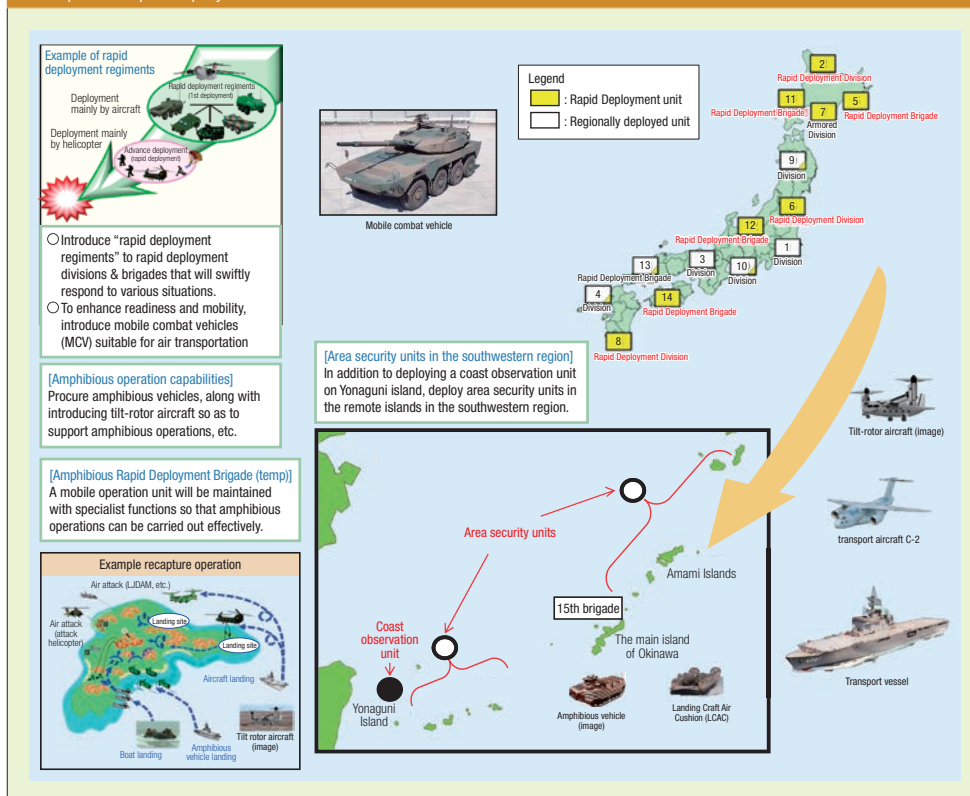 Example of rapid
deployment regiments
Rapid deployment regiments
(1st deployment)
Deployment
mainly by aircraft
Deployment mainly
by helicopter
Advance deployment
(rapid deployment)
○Introduce “rapid deployment
regiments” to rapid deployment
divisions & brigades that will swiftly
respond to various situations.
○To enhance readiness and mobility,
introduce mobile combat vehicles
(MCV) suitable for air transportation
[Amphibious operation capabilities]
Procure amphibious vehicles, along with
introducing tilt-rotor aircraft so as to
support amphibious operations, etc.
[Amphibious Rapid Deployment Brigade (temp)]
A mobile operation unit will be maintained
with specialist functions so that amphibious
operations can be carried out effectively.
Example recapture operation
Air attack (LJDAM, etc.)
Air attack
(attack
helicopter)
Landing site
Landing site
Aircraft landing
Tilt rotor aircraft
(image)
Boat landing
Amphibious
vehicle landing
Mobile combat vehicle
Legend
: Rapid Deployment unit
: Regionally deployed unit
2
Rapid Deployment Division
11
Rapid Deployment Brigade
5
Rapid Deployment Brigade
7
Armored
Division
9
Division
6
Rapid Deployment Division
12
Rapid Deployment Brigade
1
Division
3
Division
10
Division
13
Rapid Deployment Brigade
4
Division
14
Rapid Deployment Brigade
8
Rapid Deployment Division
[Area security units in the southwestern region]
In addition to deploying a coast observation unit
on Yonaguni island, deploy area security units in
the remote islands in the southwestern region.
Area security units
Amami Islands
15th brigade
The main island
of Okinawa
Coast
observation
unit
Yonaguni
Island
Amphibious vehicle
(image)
Landing Craft Air
Cushion (LCAC)
Tilt-rotor aircraft (image)
transport aircraft C-2
Transport vessel